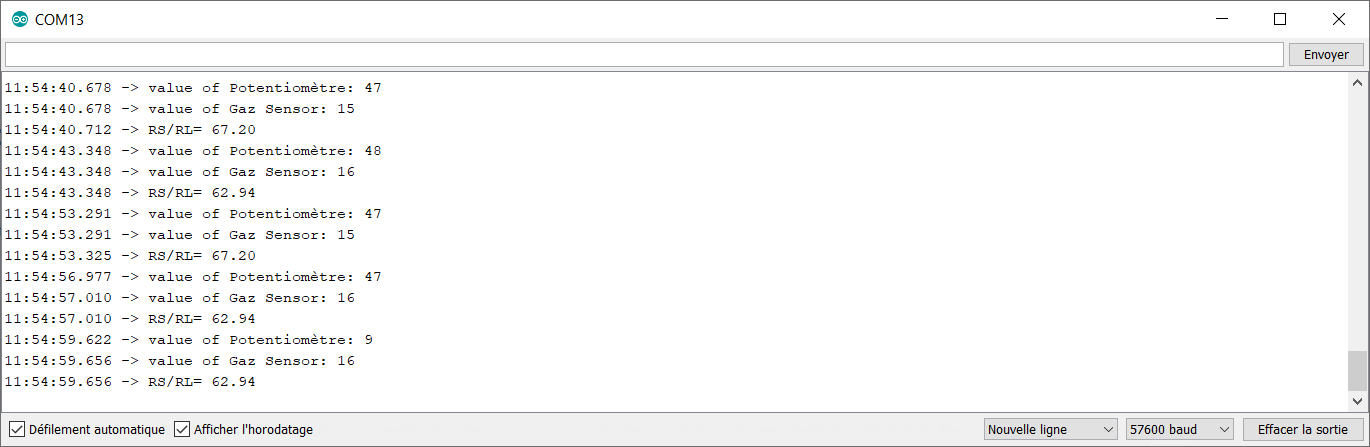 COM13
Envoyer
11:54:40.678 -> value of Potentiomètre: 47
11:54:40.678 -> value of Gaz Sensor: 15
11:54:40.712 -> RS/RL= 67.20
11:54:43.348 -> value of Potentiomètre: 48
11:54:43.348 -> value of Gaz Sensor: 16
11:54:43.348 -> RS/RL= 62.94
11:54:53.291 -> value of Potentiomètre: 47
11:54:53.291 -> value of Gaz Sensor: 15
11:54:53.325 -> RS/RL= 67.20
11:54:56.977 -> value of Potentiomètre: 47
11:54:57.010 -> value of Gaz Sensor: 16
11:54:57.010 -> RS/RL= 62.94
11:54:59.622 -> value of Potentiomètre: 9
11:54:59.656 -> value of Gaz Sensor: 16
11:54:59.656 -> RS/RL= 62.94
Défilement automatique Afficher l'horodatage Nouvelle ligne 57600 baud Effacer la sortie